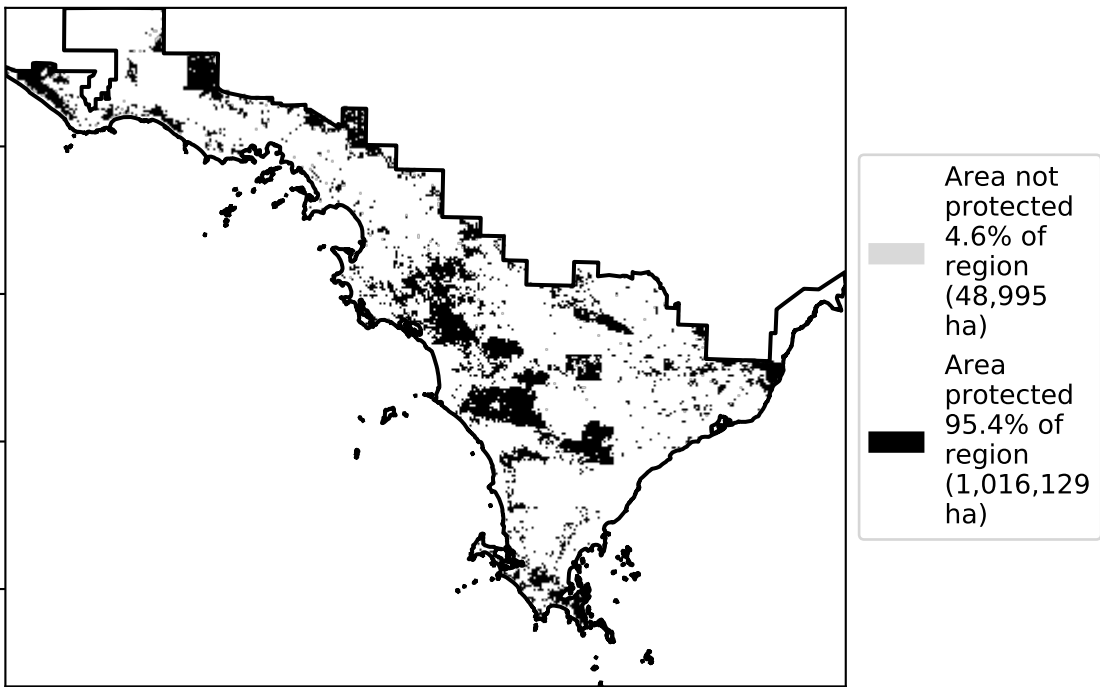 Area not
protected
4.6% of
region
(48,995
ha)
Area
protected
95.4% of
region
(1,016,129
ha)